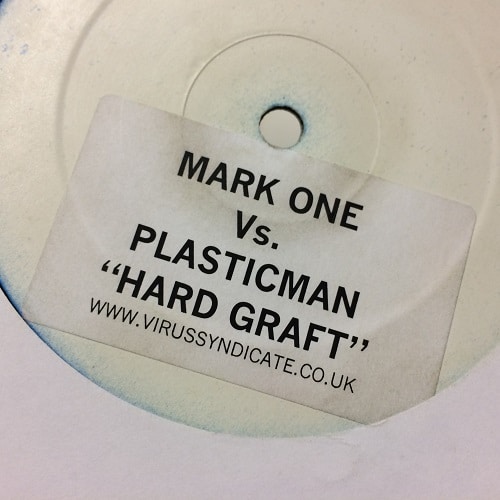 MARK ONE
Vs.
PLASTICMAN
“HARD GRAFT”
WWW.VIRUSSYNDICATE.CO.UK